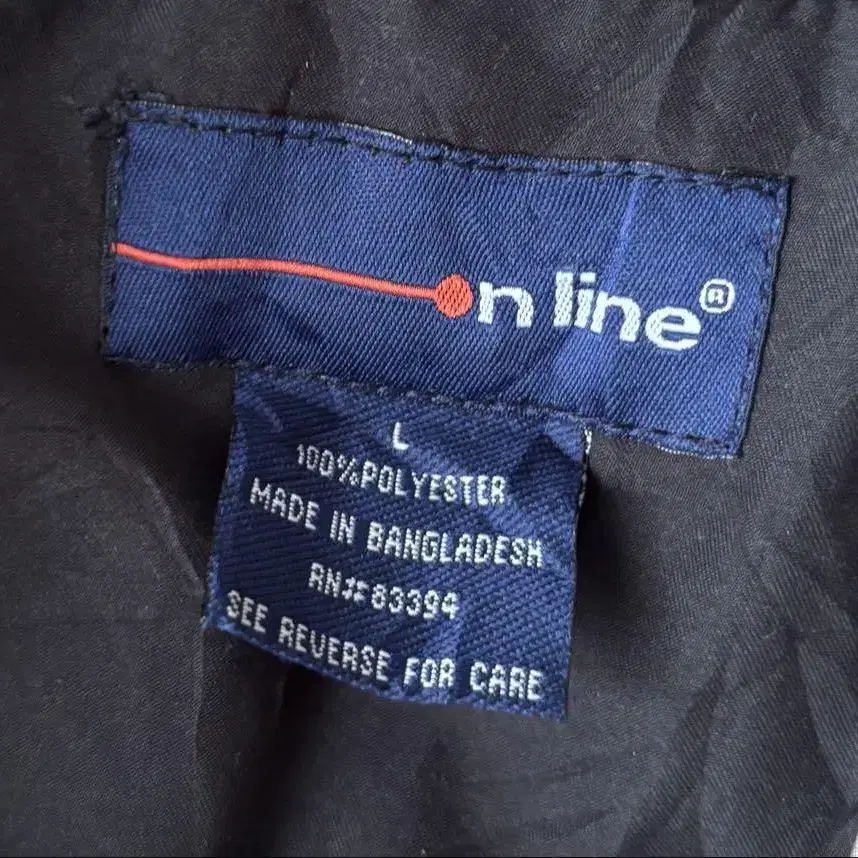 On line®
L
100%POLYESTER
MADE IN BANGLADESH
RN#83394
SEE REVERSE FOR CARE